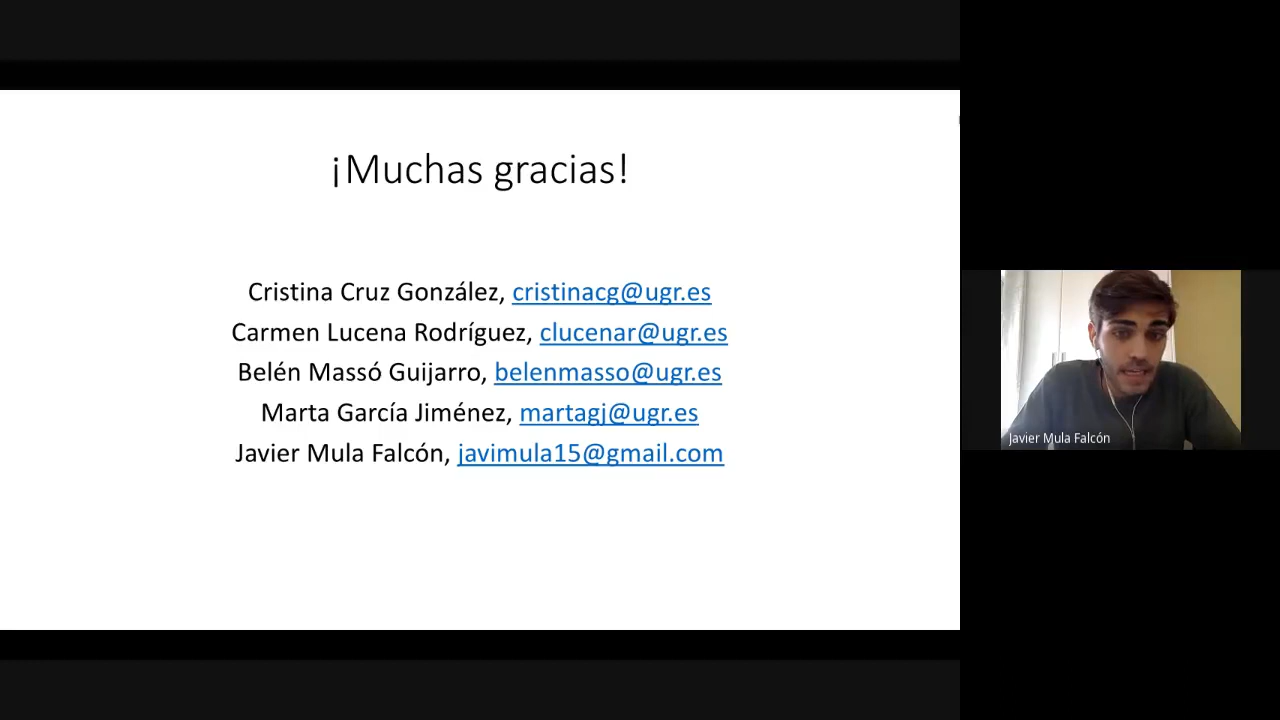 ¡Muchas gracias!
Cristina Cruz González, cristinacg@ugr.es
Carmen Lucena Rodríguez, clucenar@ugr.es
Belén Massó Guijarro, belenmasso@ugr.es
Marta García Jiménez, martagj@ugr.es
Javier Mula Falcón, javimula15@gmail.com
Javier Mula Falcón